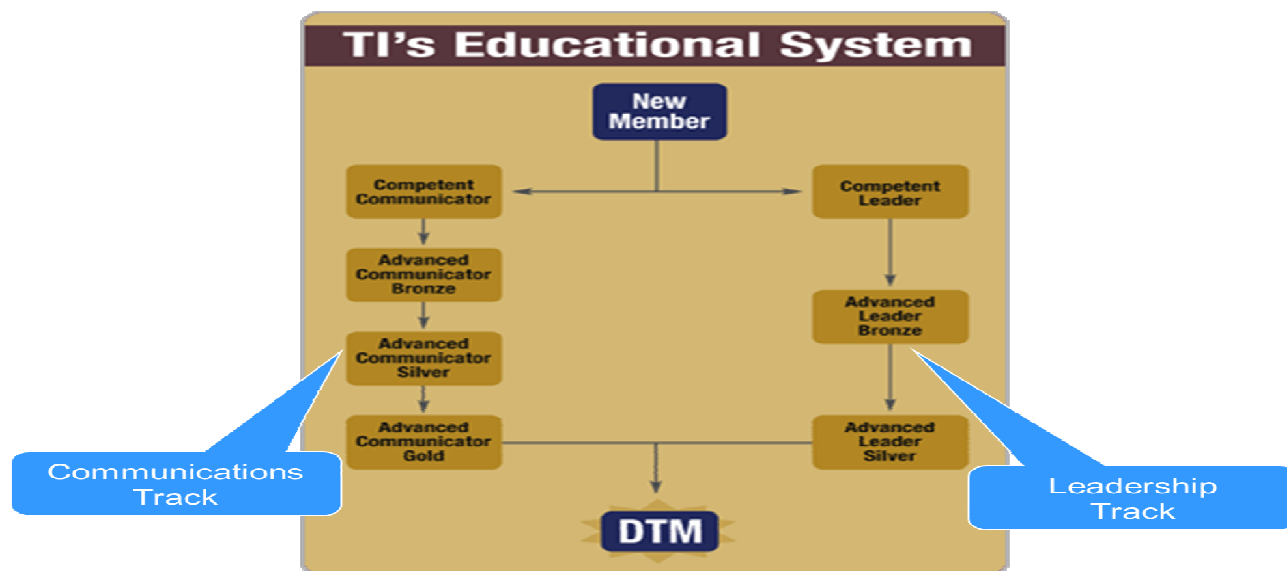 TI's Educational System
New
Member
Competent
Communicator
Competent
Leader
Advanced
Communicator
Bronze
Advanced
Leader
Bronze
Advanced
Communicator
Silver
Advanced
Communicator
Gold
Advanced
Leader
Silver
Communications
Track
Leadership
Track
DTM